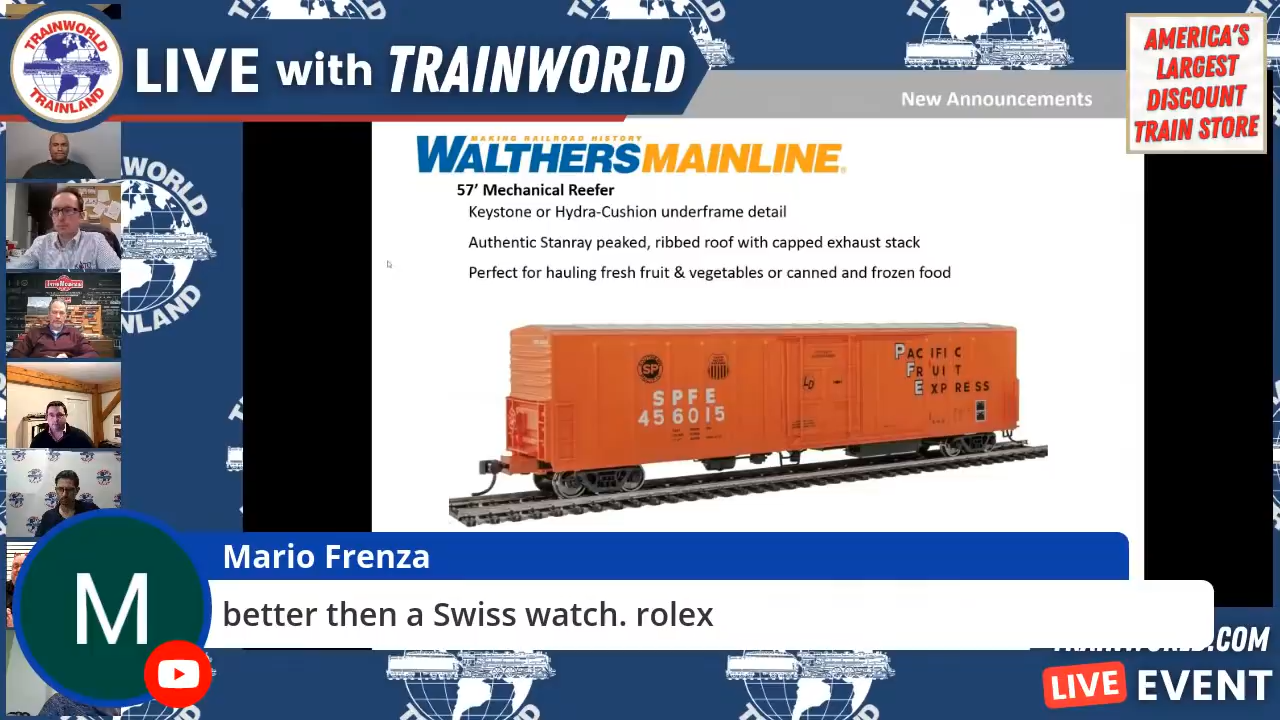 TRAINWORLD
TRAINLAND
LIVE with TRAINWORLD
New Announcements
AMERICA'S
LARGEST
DISCOUNT
TRAIN STORE
MAKING RAILROAD HISTORY
WALTHERSMAINLINE®
57' Mechanical Reefer
Keystone or Hydra-Cushion underframe detail
Authentic Stanray peaked, ribbed roof with capped exhaust stack
Perfect for hauling fresh fruit & vegetables or canned and frozen food
SP
SPFE
456015
PACIFIC
FRUIT
EXPRESS
TRAINWORLD
INLAND
M
Mario Frenza
better then a Swiss watch. rolex
.COM
LIVE EVENT